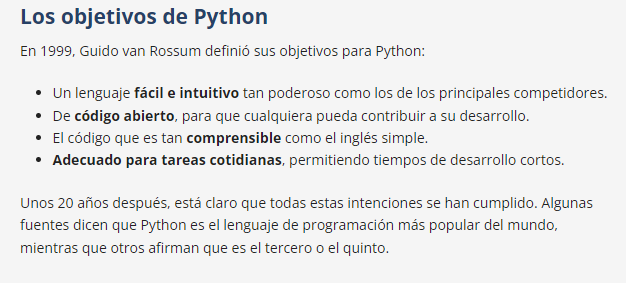 Los objetivos de Python
En 1999, Guido van Rossum definió sus objetivos para Python:
• Un lenguaje fácil e intuitivo tan poderoso como los de los principales competidores.
• De código abierto, para que cualquiera pueda contribuir a su desarrollo.
• El código que es tan comprensible como el inglés simple.
• Adecuado para tareas cotidianas, permitiendo tiempos de desarrollo cortos.
Unos 20 años después, está claro que todas estas intenciones se han cumplido. Algunas
fuentes dicen que Python es el lenguaje de programación más popular del mundo,
mientras que otros afirman que es el tercero o el quinto.